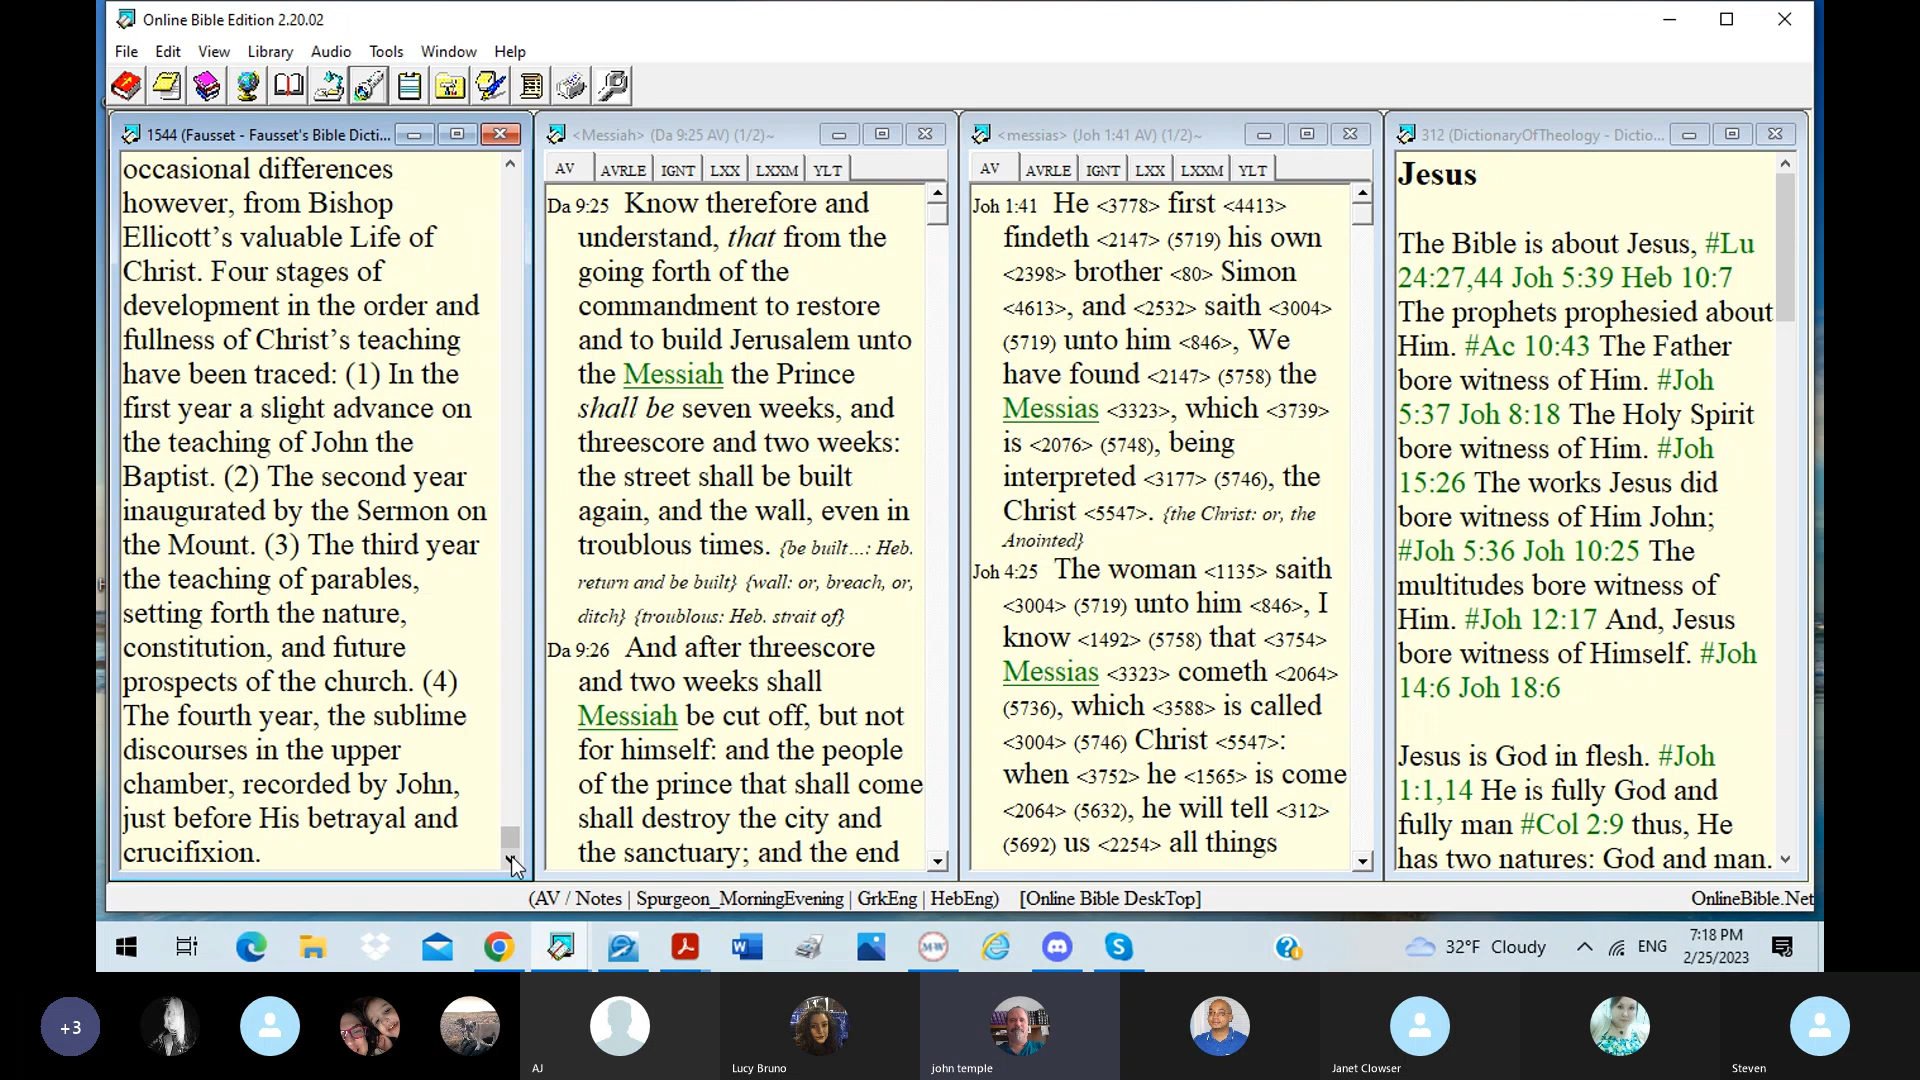 Online Bible Edition 2.20.02
File Edit View Library Audio Tools Window Help
1544 (Fausset - Fausset's Bible Dicti...
occasional differences
however, from Bishop
Ellicott’s valuable Life of
Christ. Four stages of
development in the order and
fullness of Christ’s teaching
have been traced: (1) In the
first year a slight advance on
the teaching of John the
Baptist. (2) The second year
inaugurated by the Sermon on
the Mount. (3) The third year
the teaching of parables,
setting forth the nature,
constitution, and future
prospects of the church. (4)
The fourth year, the sublime
discourses in the upper
chamber, recorded by John,
just before His betrayal and
crucifixion.
<Messiah> (Da 9:25 AV) (1/2)~
AV AVRLE IGNT LXX LXXM YLT
Da 9:25 Know therefore and
understand, that from the
going forth of the
commandment to restore
and to build Jerusalem unto
the Messiah the Prince
shall be seven weeks, and
threescore and two weeks:
the street shall be built
again, and the wall, even in
troublous times. {be built...: Heb.
return and be built} {wall: or, breach, or,
ditch} {troublous: Heb. strait of}
Da 9:26 And after threescore
and two weeks shall
Messiah be cut off, but not
for himself: and the people
of the prince that shall come
shall destroy the city and
the sanctuary; and the end
<messias> (Joh 1:41 AV) (1/2)~
AV AVRLE IGNT LXX LXXM YLT
Joh 1:41 He <3778> first <4413>
findeth <2147> (5719) his own
<2398> brother <80> Simon
<4613>, and <2532> saith <3004>
(5719) unto him <846>, We
have found <2147> (5758) the
Messias <3323>, which <3739>
is <2076> (5748), being
interpreted <3177> (5746), the
Christ <5547>. {the Christ: or, the
Anointed}
Joh 4:25 The woman <1135> saith
<3004> (5719) unto him <846>, I
know <1492> (5758) that <3754>
Messias <3323> cometh <2064>
(5736), which <3588> is called
<3004> (5746) Christ <5547>:
when <3752> he <1565> is come
<2064> (5632), he will tell <312>
(5692) us <2254> all things
312 (DictionaryOfTheology - Dictio...
Jesus
The Bible is about Jesus, #Lu
24:27,44 Joh 5:39 Heb 10:7
The prophets prophesied about
Him. #Ac 10:43 The Father
bore witness of Him. #Joh
5:37 Joh 8:18 The Holy Spirit
bore witness of Him. #Joh
15:26 The works Jesus did
bore witness of Him John;
#Joh 5:36 Joh 10:25 The
multitudes bore witness of
Him. #Joh 12:17 And, Jesus
bore witness of Himself. #Joh
14:6 Joh 18:6
Jesus is God in flesh. #Joh
1:1,14 He is fully God and
fully man #Col 2:9 thus, He
has two natures: God and man.
(AV / Notes | Spurgeon_MorningEvening | GrkEng | HebEng) [Online Bible DeskTop]
OnlineBible.Net
32°F Cloudy
ENG
7:18 PM
2/25/2023
+3
AJ
Lucy Bruno
john temple
Janet Clowser
Steven